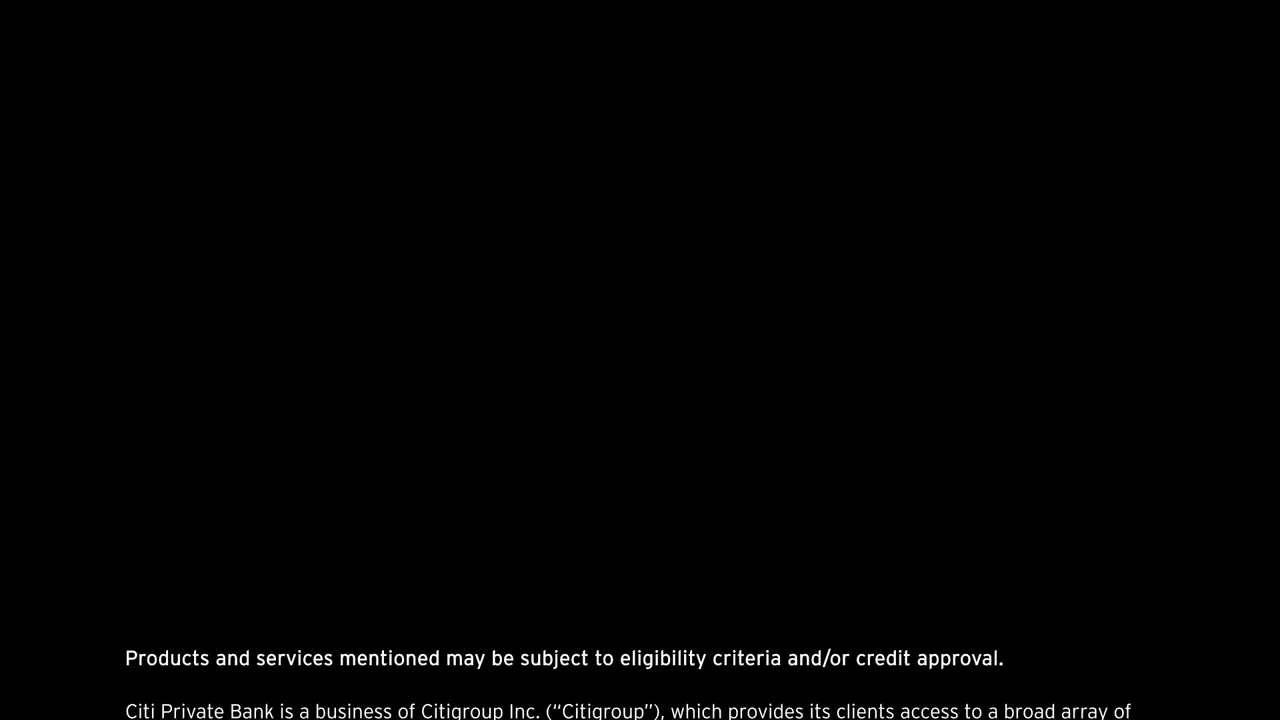 Products and services mentioned may be subject to eligibility criteria and/or credit approval.
Citi Private Bank is a business of Citigroup Inc. (“Citigroup”), which provides its clients access to a broad array of